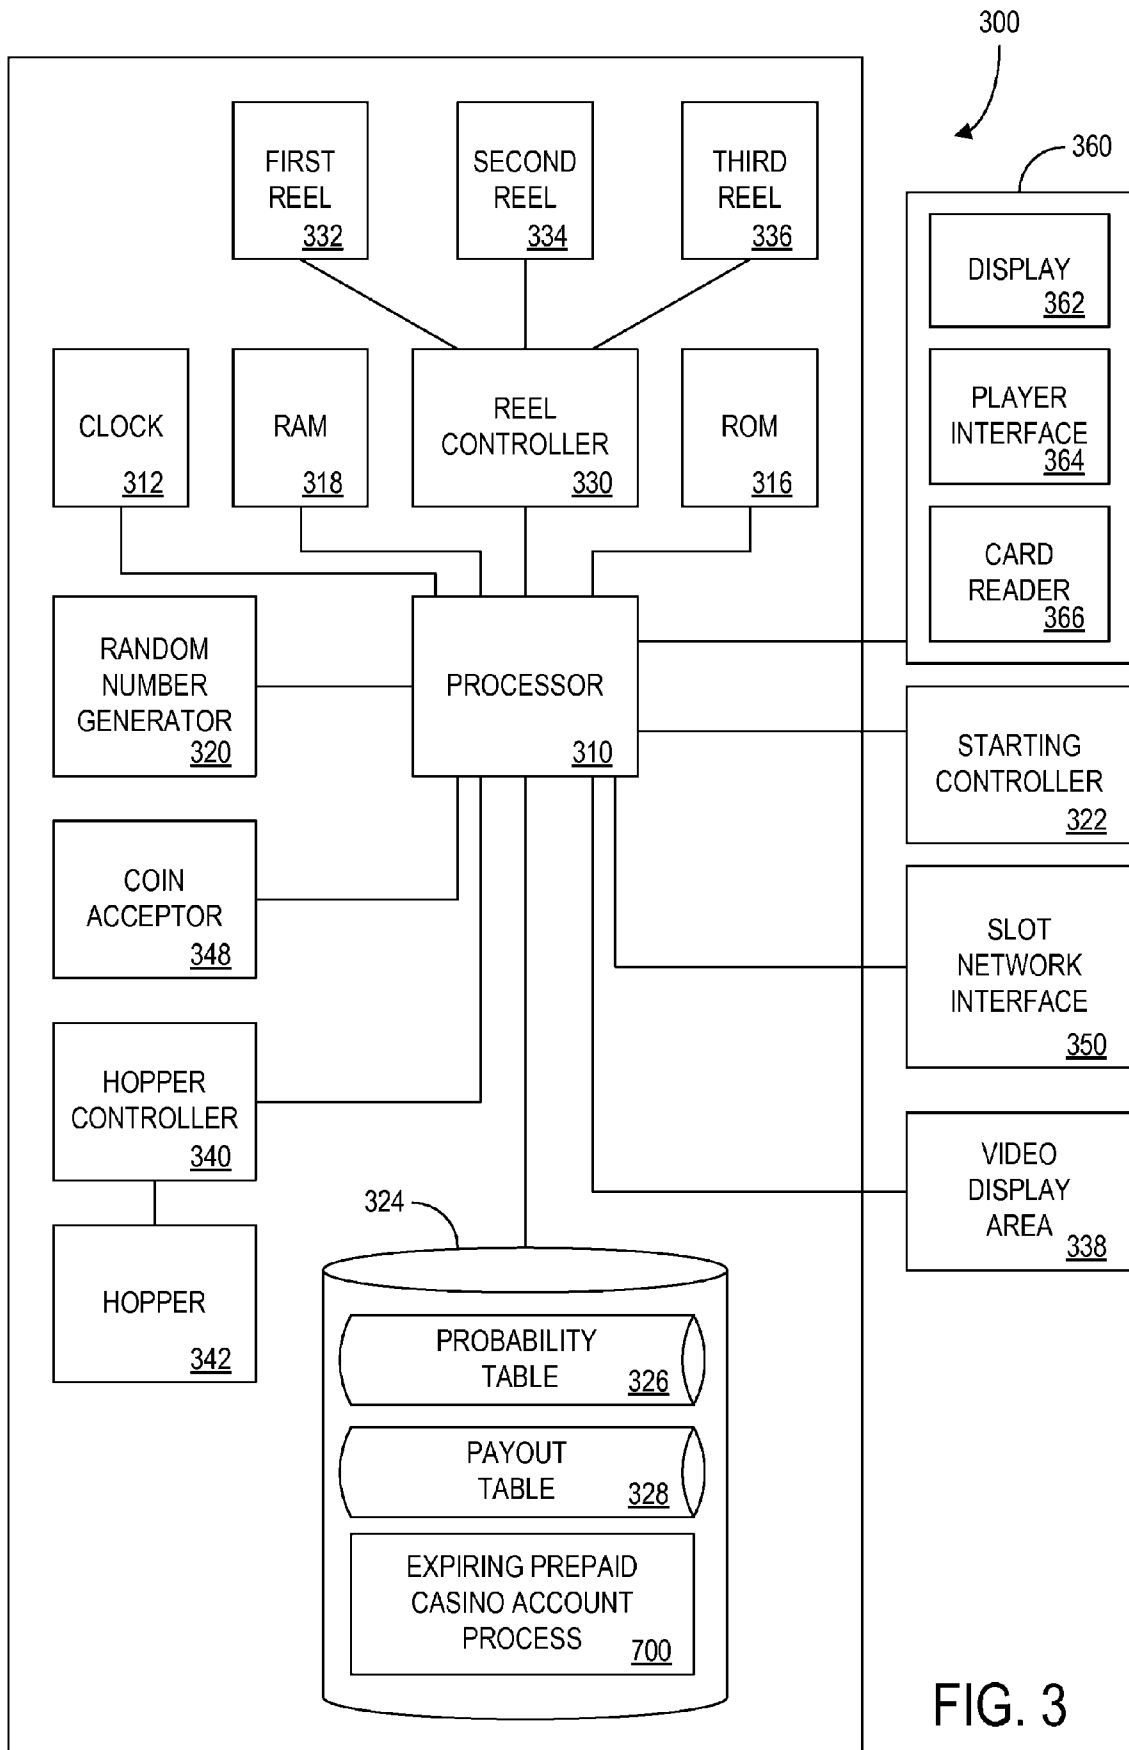 300
360
FIRST
REEL
332
SECOND
REEL
334
THIRD
REEL
336
DISPLAY
362
CLOCK
312
RAM
318
REEL
CONTROLLER
330
ROM
316
PLAYER
INTERFACE
364
CARD
READER
366
RANDOM
NUMBER
GENERATOR
320
PROCESSOR
310
STARTING
CONTROLLER
322
COIN
ACCEPTOR
348
SLOT
NETWORK
INTERFACE
350
HOPPER
CONTROLLER
340
VIDEO
DISPLAY
AREA
338
324
HOPPER
342
PROBABILITY
TABLE
326
PAYOUT
TABLE
328
EXPIRING PREPAID
CASINO ACCOUNT
PROCESS
700
FIG. 3